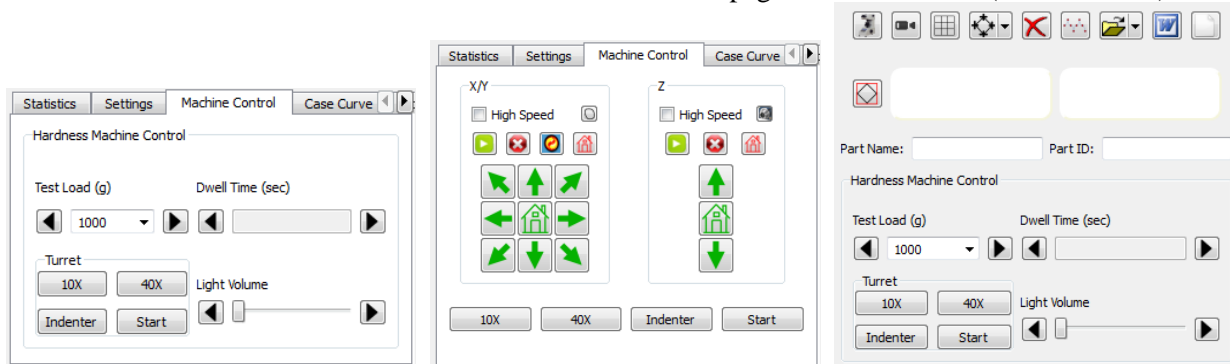 Statistics Settings Machine Control Case Curve
Hardness Machine Control
Test Load (g) Dwell Time (sec)
1000
Turret
10X 40X Light Volume
Indenter Start
Statistics Settings Machine Control Case Curve
X/Y Z
High Speed High Speed
10X 40X Indenter Start
W
Part Name: Part ID:
Hardness Machine Control
Test Load (g) Dwell Time (sec)
1000
Turret
10X 40X Light Volume
Indenter Start